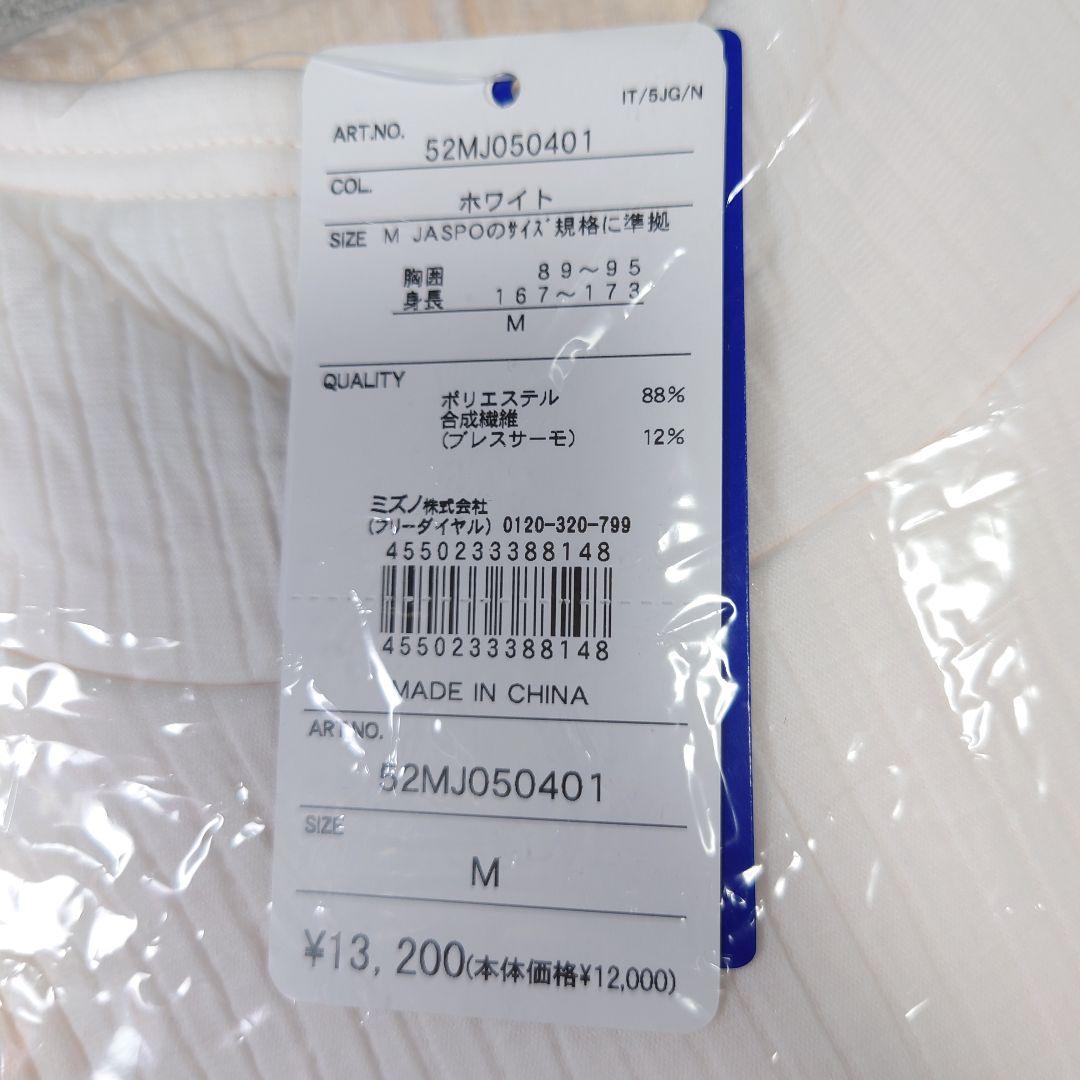 IT/5JG/N
ART.NO. 52MJ050401
COL. ホワイト
SIZE M JASPOのｻｲｽﾞ規格に準拠
胸囲 89～95
身長 167～173
M
QUALITY
ポリエステル 88%
合成繊維
(ブレスサーモ) 12%
ミズノ株式会社
(フリーダイヤル) 0120-320-799
4550233388148
4550233388148
MADE IN CHINA
ART.NO.
52MJ050401
SIZE
M
¥13,200(本体価格¥12,000)